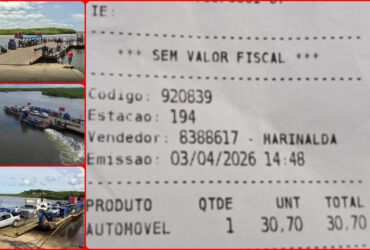 IE:
*** SEM VALOR FISCAL ***
Codigo: 920839
Estacao: 194
Vendedor: 8388617 - MARINALDA
Emissao: 03/04/2026 14:48
PRODUTO QTDE UNT TOTAL
AUTOMOVEL 1 30.70 30.70